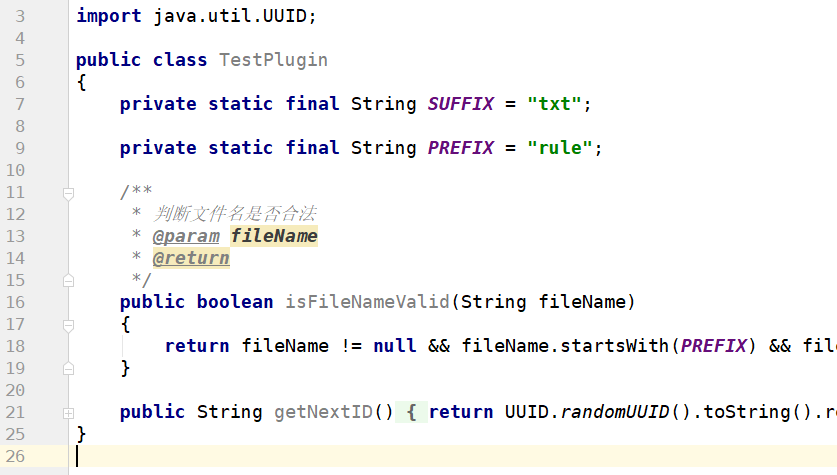 3 import java.util.UUID;
4
5 public class TestPlugin
6 {
7 private static final String SUFFIX = "txt";
8
9 private static final String PREFIX = "rule";
10
11 /**
12 * 判断文件名是否合法
13 * @param fileName
14 * @return
15 */
16 public boolean isFileNameValid(String fileName)
17 {
18 return fileName != null && fileName.startsWith(PREFIX) && file
19 }
20
21 public String getNextID() { return UUID.randomUUID().toString().re
25 }
26